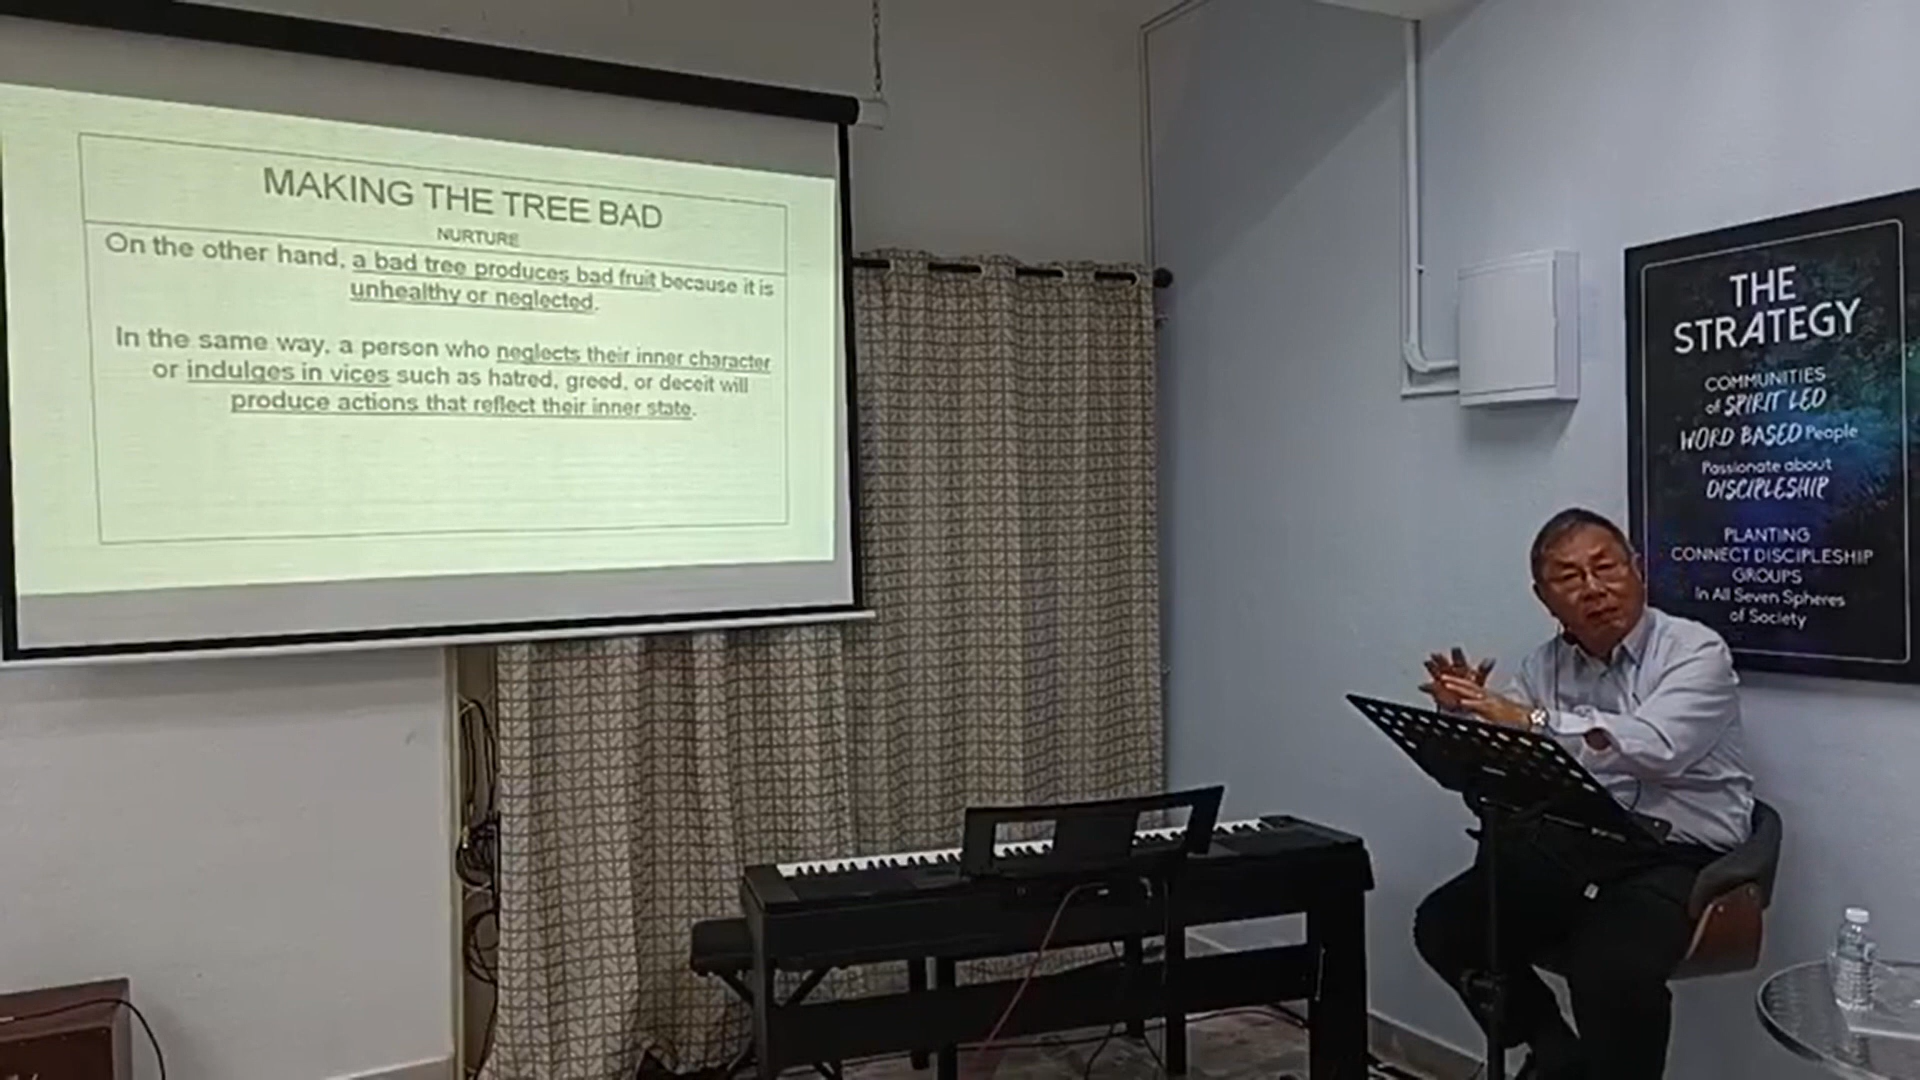 MAKING THE TREE BAD
NURTURE
On the other hand, a bad tree produces bad fruit because it is
unhealthy or neglected.
In the same way, a person who neglects their inner character
or indulges in vices such as hatred, greed, or deceit will
produce actions that reflect their inner state.
THE
STRATEGY
COMMUNITIES
of SPIRIT LED
WORD BASED People
Passionate about
DISCIPLESHIP
PLANTING
CONNECT DISCIPLESHIP
GROUPS
In All Seven Spheres
of Society